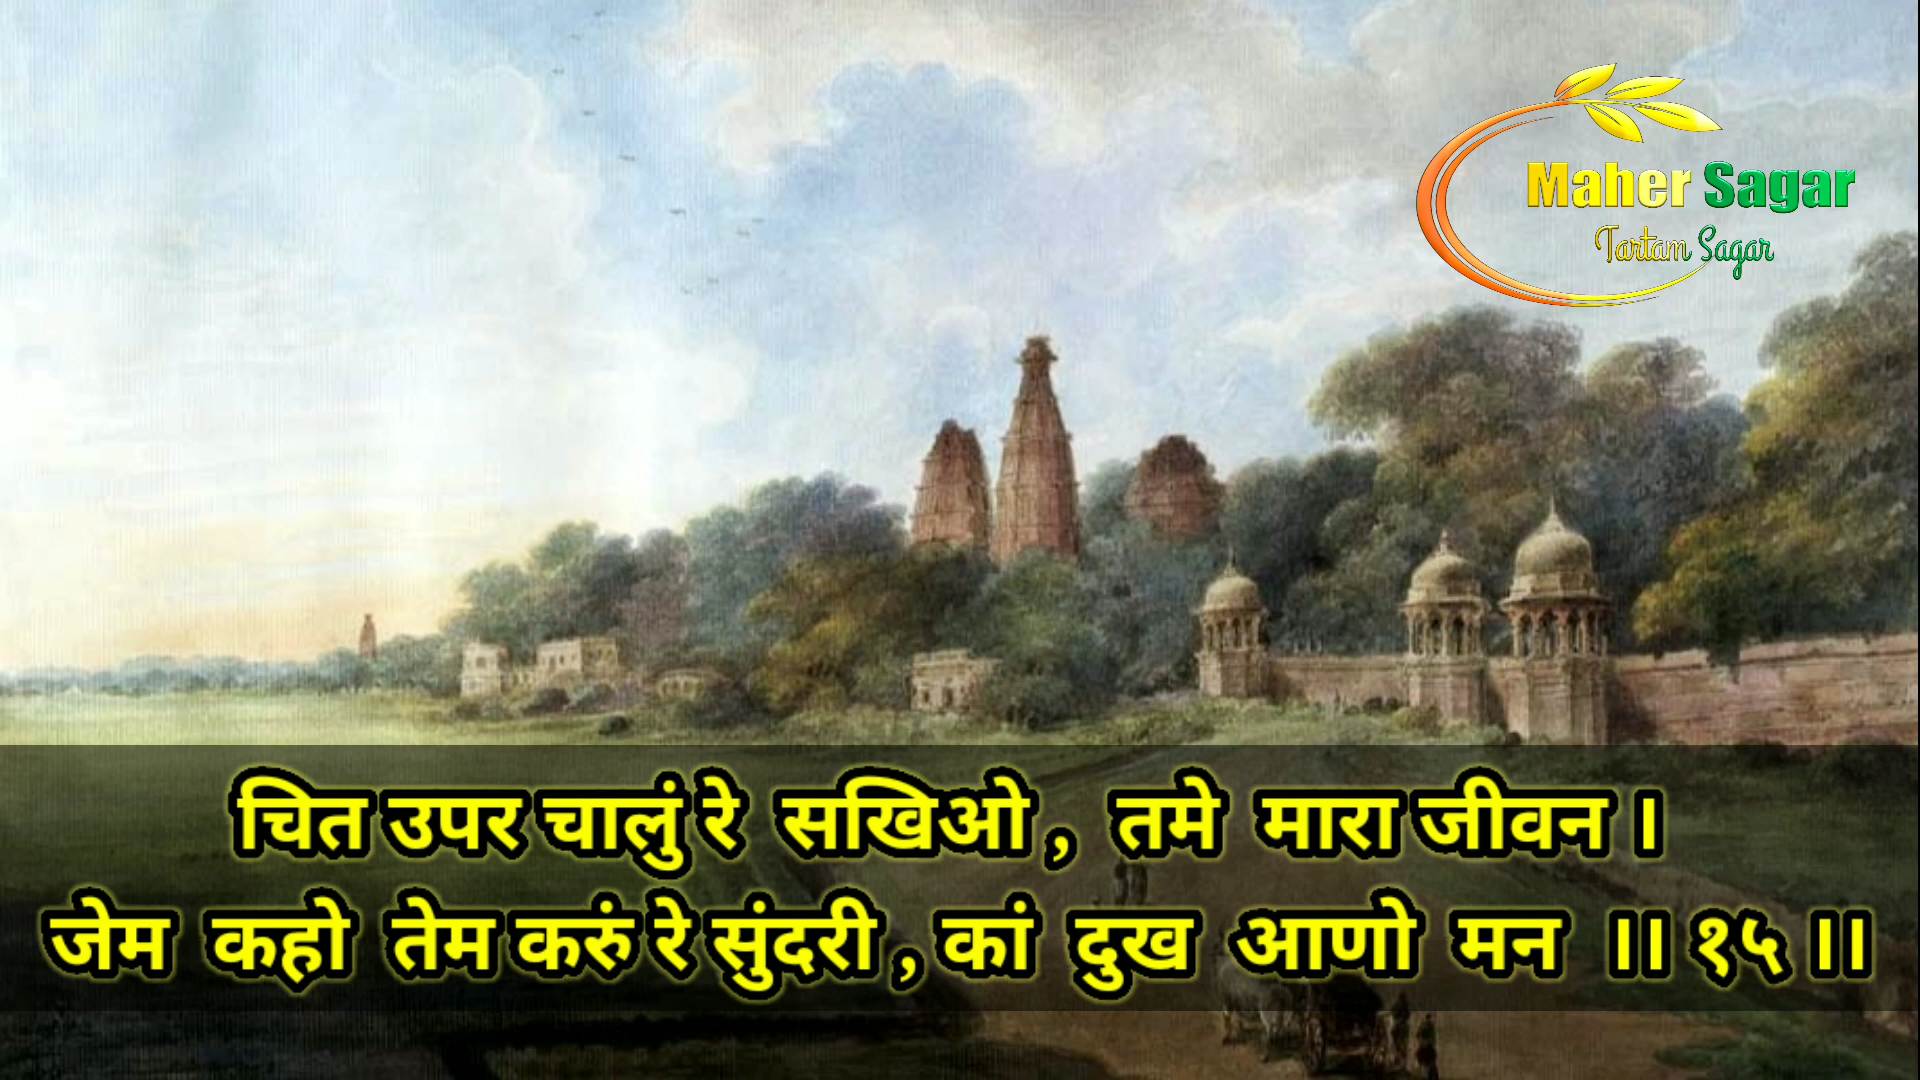 Maher Sagar
Tartam Sagar
चित उपर चालुं रे सखिओ, तमे मारा जीवन ।
जेम कहो तेम करुं रे सुंदरी, कां दुख आणो मन ।। १५ ।।